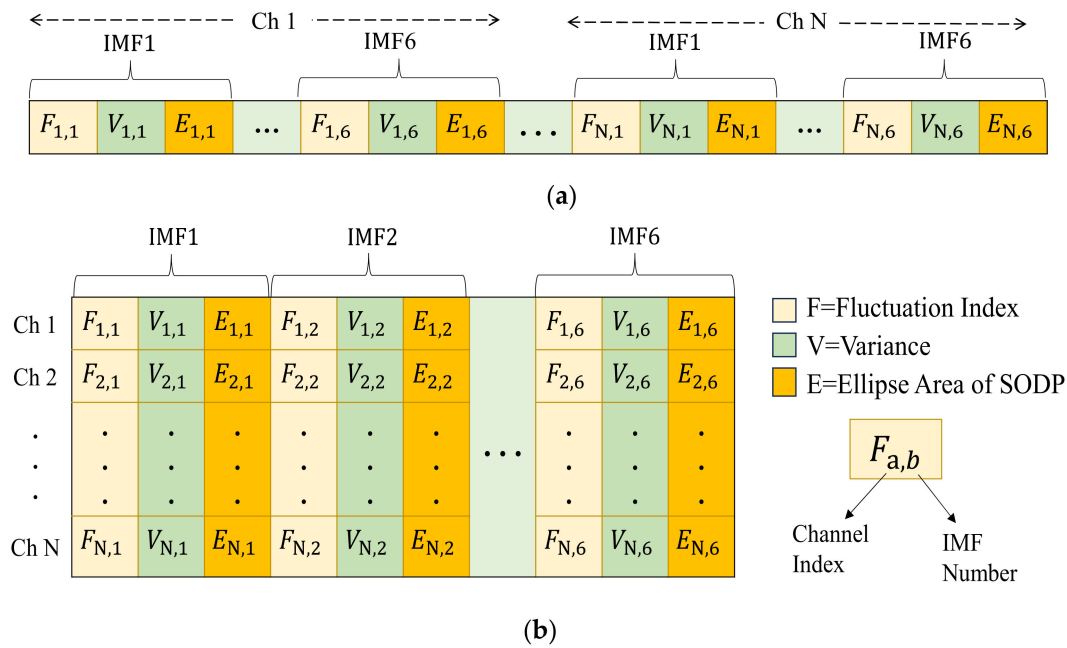 (a)
Ch 1 Ch N
IMF1 IMF6 IMF1 IMF6
F1,1 V1,1 E1,1 ... F1,6 V1,6 E1,6 ... FN,1 VN,1 EN,1 ... FN,6 VN,6 EN,6
(a)
IMF1 IMF2 IMF6
Ch 1 F1,1 V1,1 E1,1 F1,2 V1,2 E1,2 F1,6 V1,6 E1,6
Ch 2 F2,1 V2,1 E2,1 F2,2 V2,2 E2,2 F2,6 V2,6 E2,6
. . . . . . . . . .
. . . . . . . ... . . .
. . . . . . . . . .
Ch N FN,1 VN,1 EN,1 FN,2 VN,2 EN,2 FN,6 VN,6 EN,6
F=Fluctuation Index
V=Variance
E=Ellipse Area of SODP
Fa,b
Channel
Index
IMF
Number
(b)